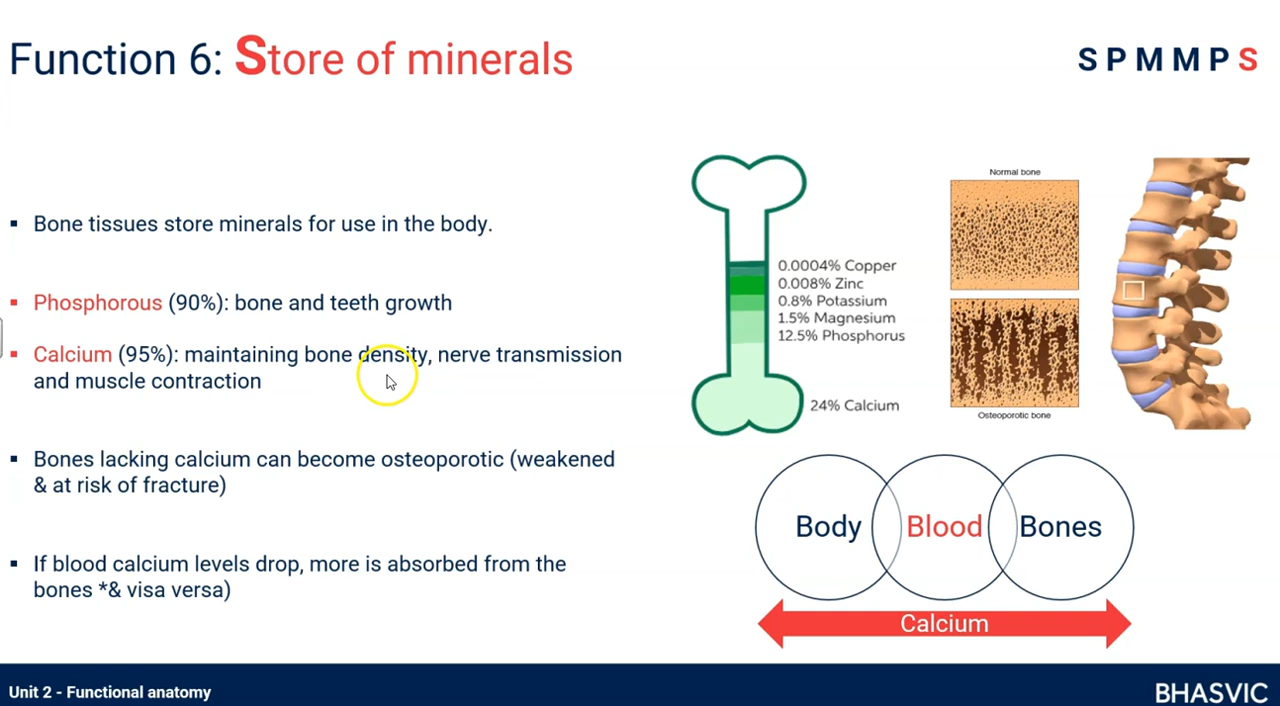 Function 6: Store of minerals
S P M M P S
▪ Bone tissues store minerals for use in the body.
▪ Phosphorous (90%): bone and teeth growth
▪ Calcium (95%): maintaining bone density, nerve transmission
and muscle contraction
▪ Bones lacking calcium can become osteoporotic (weakened
& at risk of fracture)
▪ If blood calcium levels drop, more is absorbed from the
bones *& visa versa)
0.0004% Copper
0.008% Zinc
0.8% Potassium
1.5% Magnesium
12.5% Phosphorus
24% Calcium
Normal bone
Osteoporotic bone
Body
Blood
Bones
Calcium
Unit 2 - Functional anatomy
BHASVIC